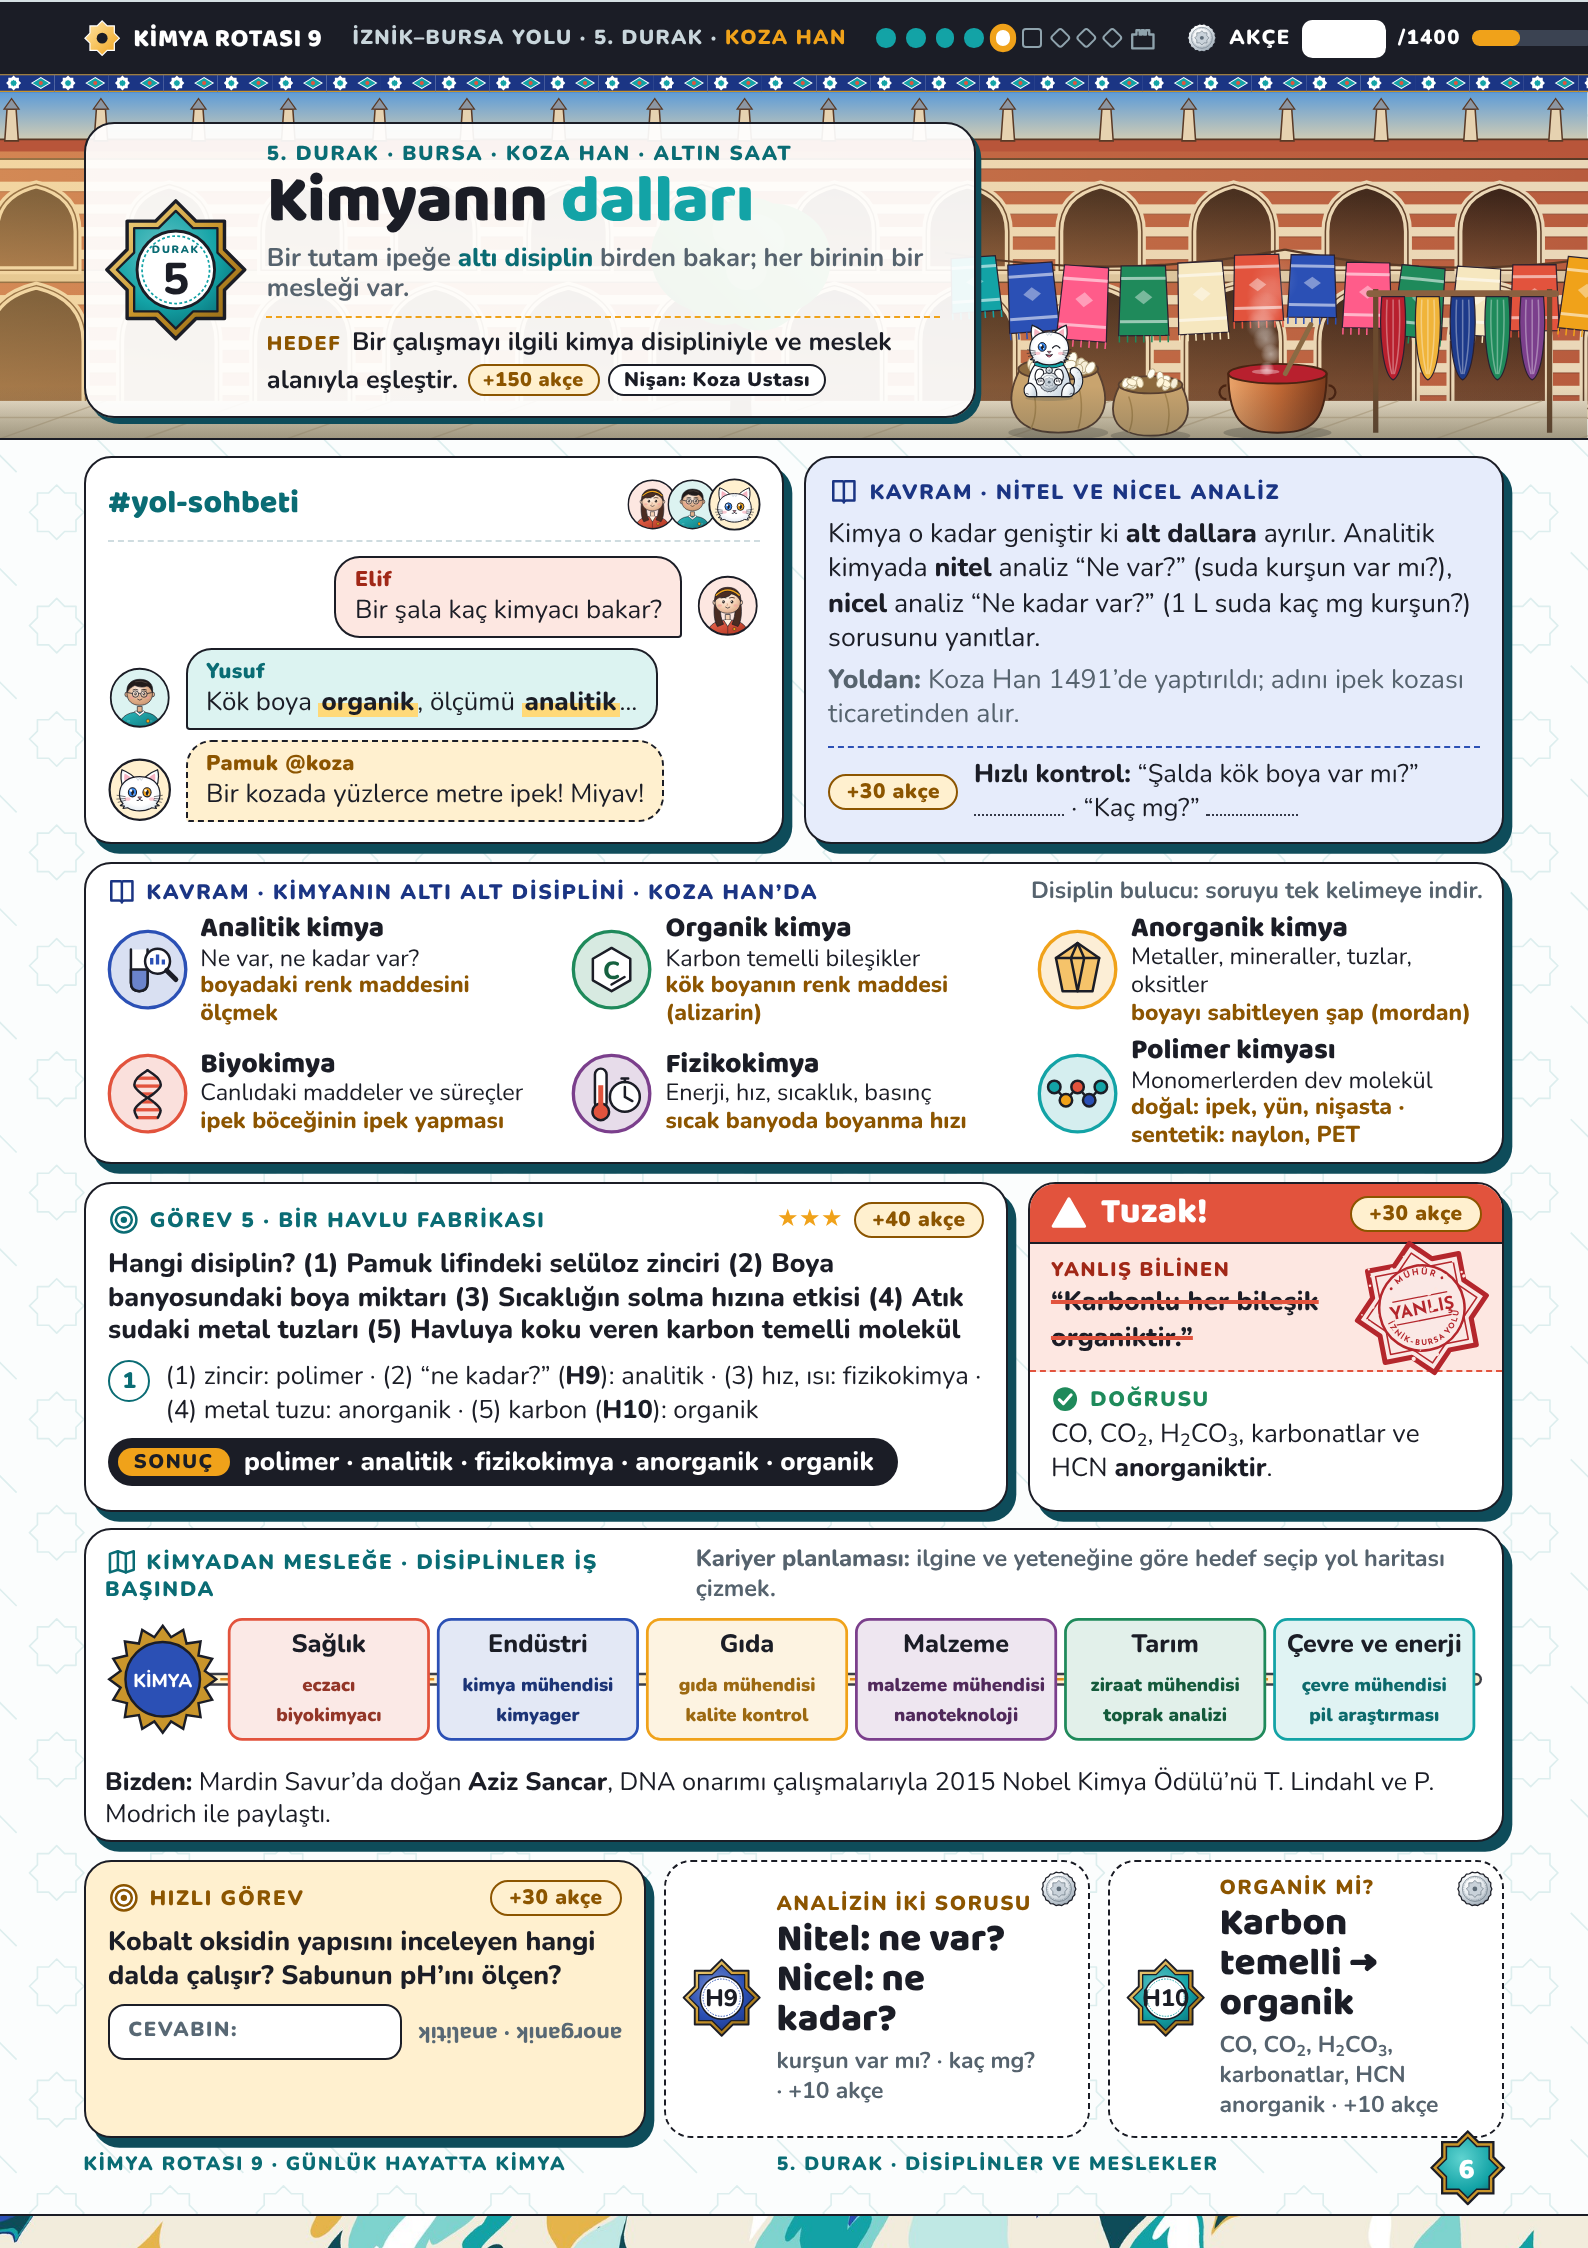 KİMYA ROTASI 9 İZNİK–BURSA YOLU · 5. DURAK · KOZA HAN AKÇE /1400
5. DURAK · BURSA · KOZA HAN · ALTIN SAAT
Kimyanın dalları
DURAK
5
Bir tutam ipeğe altı disiplin birden bakar; her birinin bir
mesleği var.
HEDEF Bir çalışmayı ilgili kimya disipliniyle ve meslek
alanıyla eşleştir. +150 akçe Nişan: Koza Ustası
#yol-sohbeti
Elif
Bir şala kaç kimyacı bakar?
Yusuf
Kök boya organik, ölçümü analitik...
Pamuk @koza
Bir kozada yüzlerce metre ipek! Miyav!
KAVRAM · NİTEL VE NİCEL ANALİZ
Kimya o kadar geniştir ki alt dallara ayrılır. Analitik
kimyada nitel analiz “Ne var?” (suda kurşun var mı?),
nicel analiz “Ne kadar var?” (1 L suda kaç mg kurşun?)
sorusunu yanıtlar.
Yoldan: Koza Han 1491’de yaptırıldı; adını ipek kozası
ticaretinden alır.
+30 akçe
Hızlı kontrol: “Şalda kök boya var mı?”
............... · “Kaç mg?” ...............
KAVRAM · KİMYANIN ALTI ALT DİSİPLİNİ · KOZA HAN’DA
Disiplin bulucu: soruyu tek kelimeye indir.
Analitik kimya
Ne var, ne kadar var?
boyadaki renk maddesini
ölçmek
Organik kimya
Karbon temelli bileşikler
kök boyanın renk maddesi
(alizarin)
C
Anorganik kimya
Metaller, mineraller, tuzlar,
oksitler
boyayı sabitleyen şap (mordan)
Biyokimya
Canlıdaki maddeler ve süreçler
ipek böceğinin ipek yapması
Fizikokimya
Enerji, hız, sıcaklık, basınç
sıcak banyoda boyanma hızı
Polimer kimyası
Monomerlerden dev molekül
doğal: ipek, yün, nişasta ·
sentetik: naylon, PET
GÖREV 5 · BİR HAVLU FABRİKASI ★★★ +40 akçe
Hangi disiplin? (1) Pamuk lifindeki selüloz zinciri (2) Boya
banyosundaki boya miktarı (3) Sıcaklığın solma hızına etkisi (4) Atık
sudaki metal tuzları (5) Havluya koku veren karbon temelli molekül
1
(1) zincir: polimer · (2) “ne kadar?” (H9): analitik · (3) hız, ısı: fizikokimya ·
(4) metal tuzu: anorganik · (5) karbon (H10): organik
SONUÇ polimer · analitik · fizikokimya · anorganik · organik
Tuzak! +30 akçe
YANLIŞ BİLİNEN
“Karbonlu her bileşik
organiktir.”
MÜHÜR
YANLIŞ
İZNİK-BURSA YOLU
DOĞRUSU
CO, CO₂, H₂CO₃, karbonatlar ve
HCN anorganiktir.
KİMYADAN MESLEĞE · DİSİPLİNLER İŞ
BAŞINDA
Kariyer planlaması: ilgine ve yeteneğine göre hedef seçip yol haritası
çizmek.
KİMYA
Sağlık
eczacı
biyokimyacı
Endüstri
kimya mühendisi
kimyager
Gıda
gıda mühendisi
kalite kontrol
Malzeme
malzeme mühendisi
nanoteknoloji
Tarım
ziraat mühendisi
toprak analizi
Çevre ve enerji
çevre mühendisi
pil araştırması
Bizden: Mardin Savur’da doğan Aziz Sancar, DNA onarımı çalışmalarıyla 2015 Nobel Kimya Ödülü’nü T. Lindahl ve P.
Modrich ile paylaştı.
HIZLI GÖREV +30 akçe
Kobalt oksidin yapısını inceleyen hangi
dalda çalışır? Sabunun pH’ını ölçen?
CEVABIN:
anorganik · analitik
H9
ANALİZİN İKİ SORUSU
Nitel: ne var?
Nicel: ne
kadar?
kurşun var mı? · kaç mg?
· +10 akçe
H10
ORGANİK Mİ?
Karbon
temelli →
organik
CO, CO₂, H₂CO₃,
karbonatlar, HCN
anorganik · +10 akçe
KİMYA ROTASI 9 · GÜNLÜK HAYATTA KİMYA
5. DURAK · DİSİPLİNLER VE MESLEKLER
6